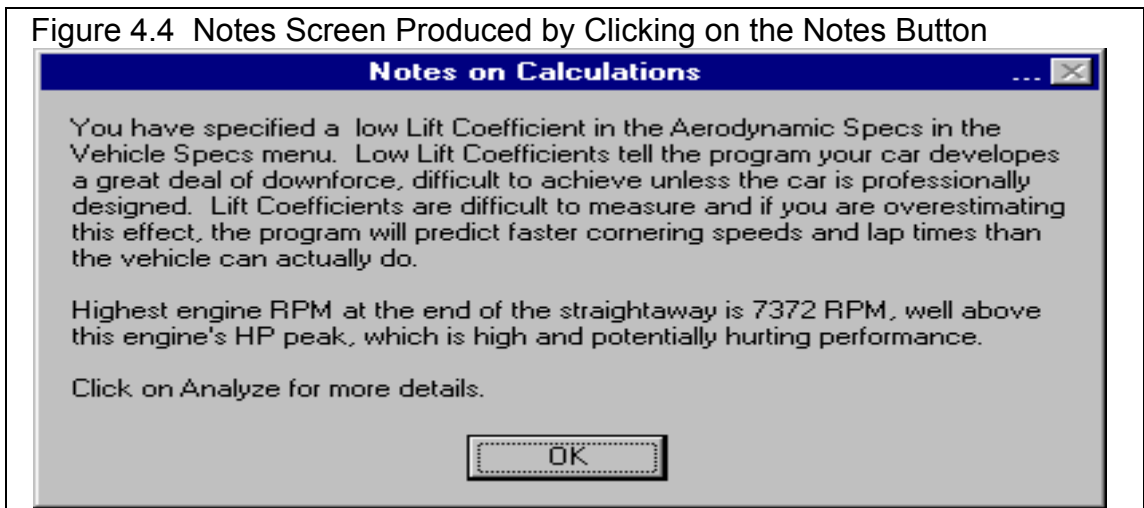 Figure 4.4  Notes Screen Produced by Clicking on the Notes Button
Notes on Calculations ...
You have specified a  low Lift Coefficient in the Aerodynamic Specs in the
Vehicle Specs menu.  Low Lift Coefficients tell the program your car developes
a great deal of downforce, difficult to achieve unless the car is professionally
designed.  Lift Coefficients are difficult to measure and if you are overestimating
this effect, the program will predict faster cornering speeds and lap times than
the vehicle can actually do.
Highest engine RPM at the end of the straightaway is 7372 RPM, well above
this engine's HP peak, which is high and potentially hurting performance.
Click on Analyze for more details.
OK